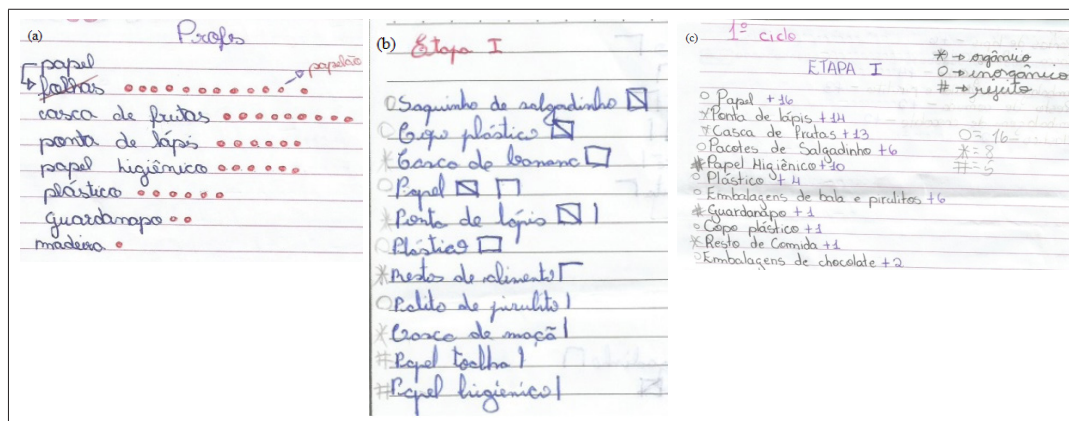 (a)
Profs
papel
folhas
papelão
casca de frutas
ponta de lápis
papel higiênico
plástico
guardanapo
madeira
(b)
Etapa I
O Saquinho de salgadinho
O Copo plástico
* Casca de banana
O Papel
* Ponta de lápis
O Plástico
* Restos de alimento
O Palito de pirulito
* Casca de maçã
# Papel toalha
# Papel higiênico
(c)
1º ciclo
* → orgânico
O → inorgânico
# → rejeito
ETAPA I
O Papel +16
* Ponta de lápis +14
* Casca de frutas +13
O Pacotes de Salgadinho +6
# Papel Higiênico +10
O Plástico +4
O Embalagens de bala e pirulitos +6
# Guardanapo +1
O Copo plástico +1
* Resto de Comida +1
O Embalagens de chocolate +2
O = 16
* = 8
# = 5